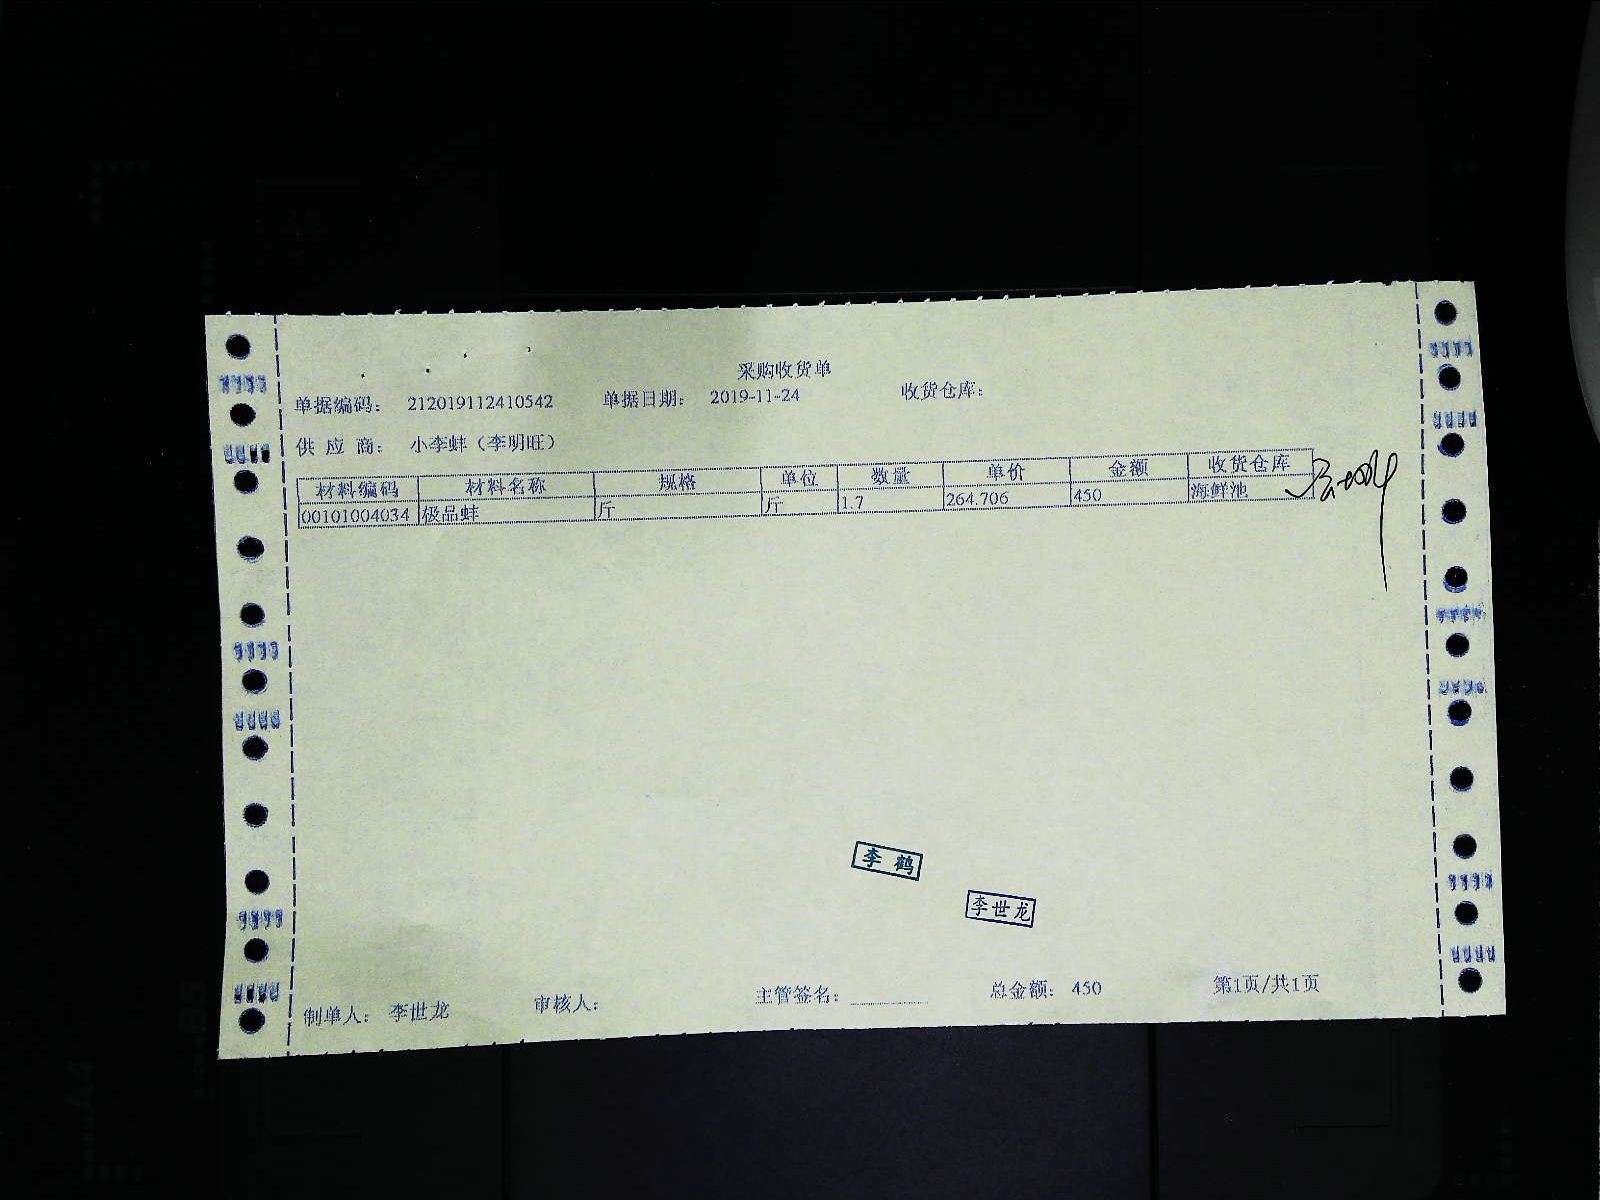 采购收货单
单据编码： 212019112410542 单据日期： 2019-11-24 收货仓库：
供 应 商： 小李蚌（李明旺）
材料编码 材料名称 规格 单位 数量 单价 金额 收货仓库
00101004034 极品蚌 斤 斤 1.7 264.706 450 海鲜池
李鹤
李世龙
制单人： 李世龙 审核人： 主管签名： 总金额： 450 第1页/共1页